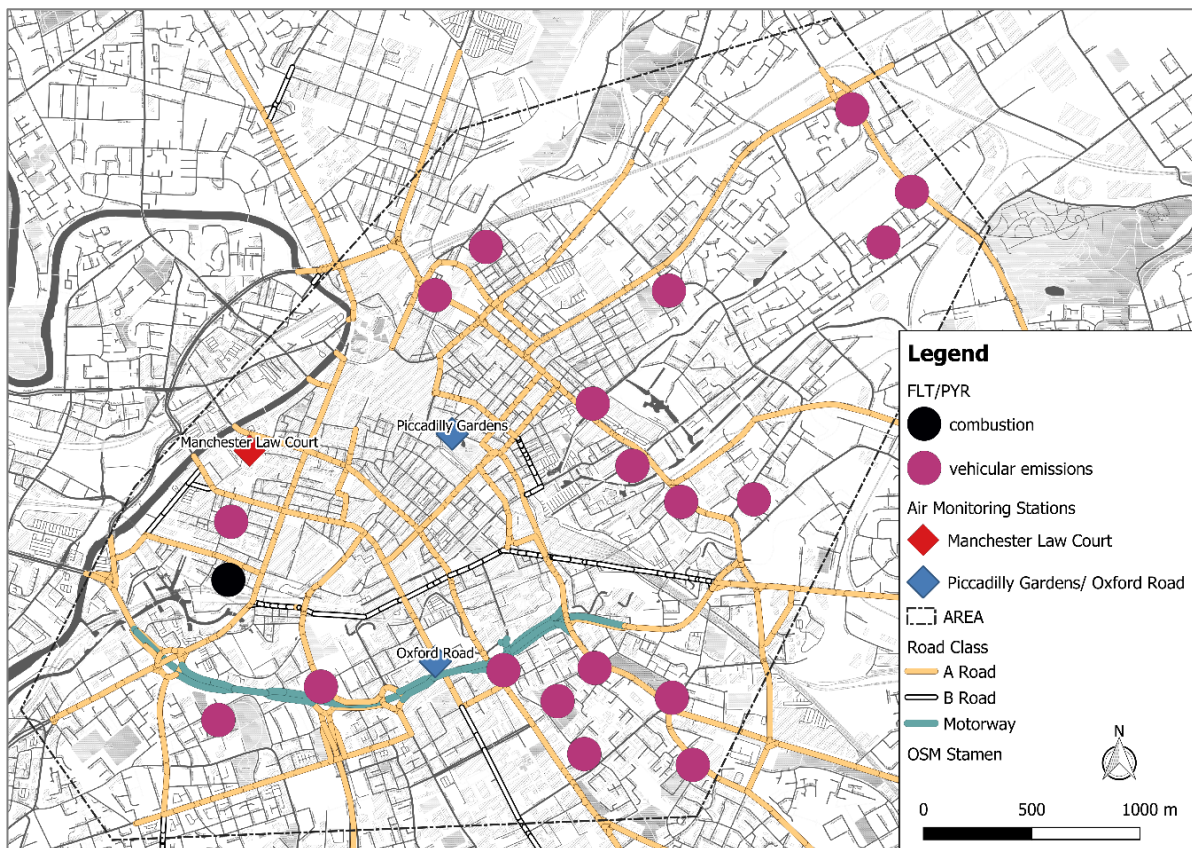 Manchester Law Court
Piccadilly Gardens
Oxford Road
Legend
FLT/PYR
combustion
vehicular emissions
Air Monitoring Stations
Manchester Law Court
Piccadilly Gardens/ Oxford Road
AREA
Road Class
A Road
B Road
Motorway
OSM Stamen
N
0 500 1000 m